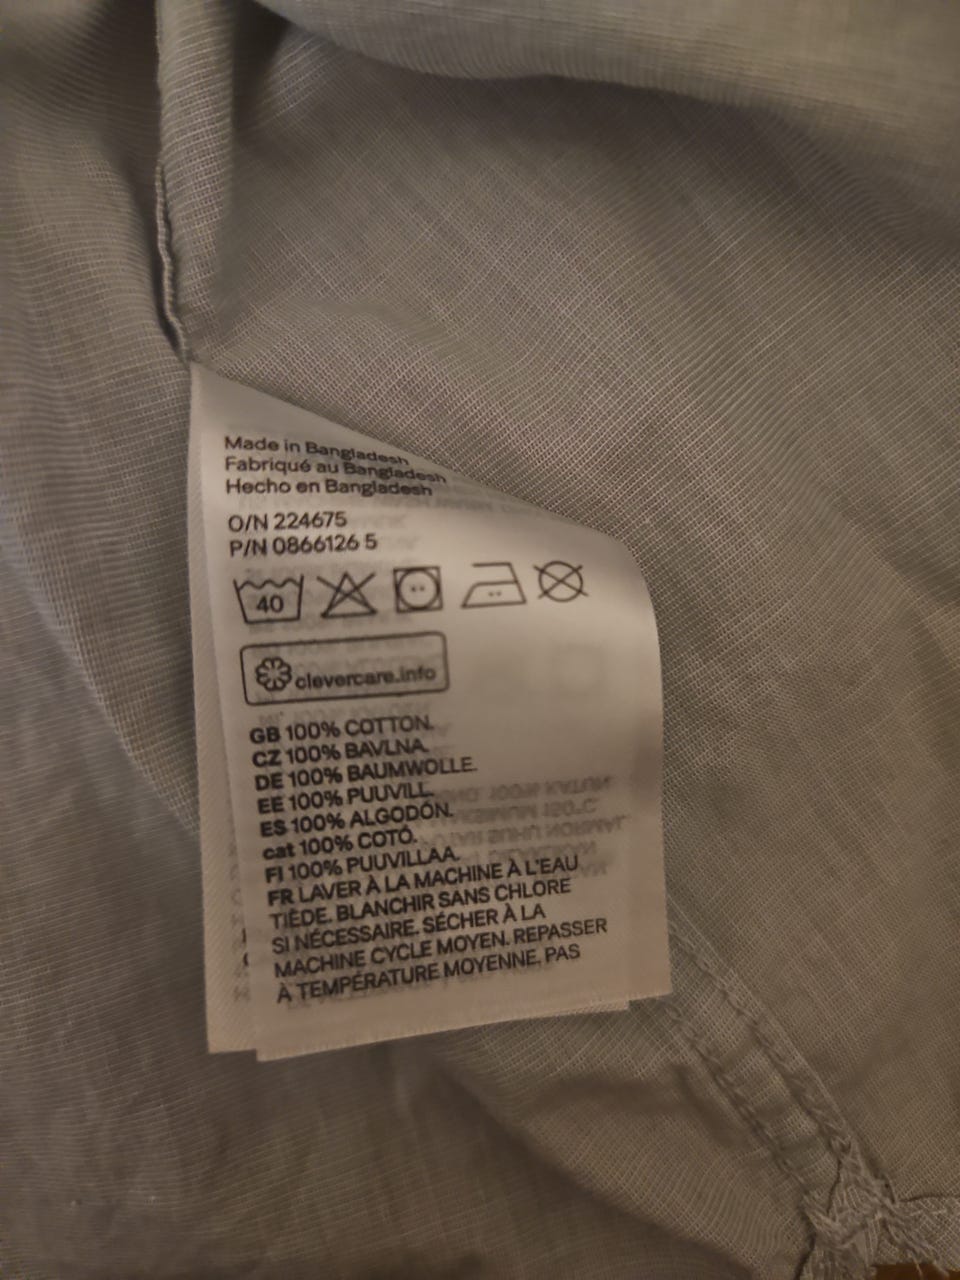 Made in Bangladesh
Fabriqué au Bangladesh
Hecho en Bangladesh
O/N 224675
P/N 0866126 5
40
clevercare.info
GB 100% COTTON.
CZ 100% BAVLNA.
DE 100% BAUMWOLLE.
EE 100% PUUVILL.
ES 100% ALGODÓN.
cat 100% COTÓ.
FI 100% PUUVILLAA.
FR LAVER À LA MACHINE À L'EAU
TIÈDE. BLANCHIR SANS CHLORE
SI NÉCESSAIRE. SÉCHER À LA
MACHINE CYCLE MOYEN. REPASSER
À TEMPÉRATURE MOYENNE. PAS